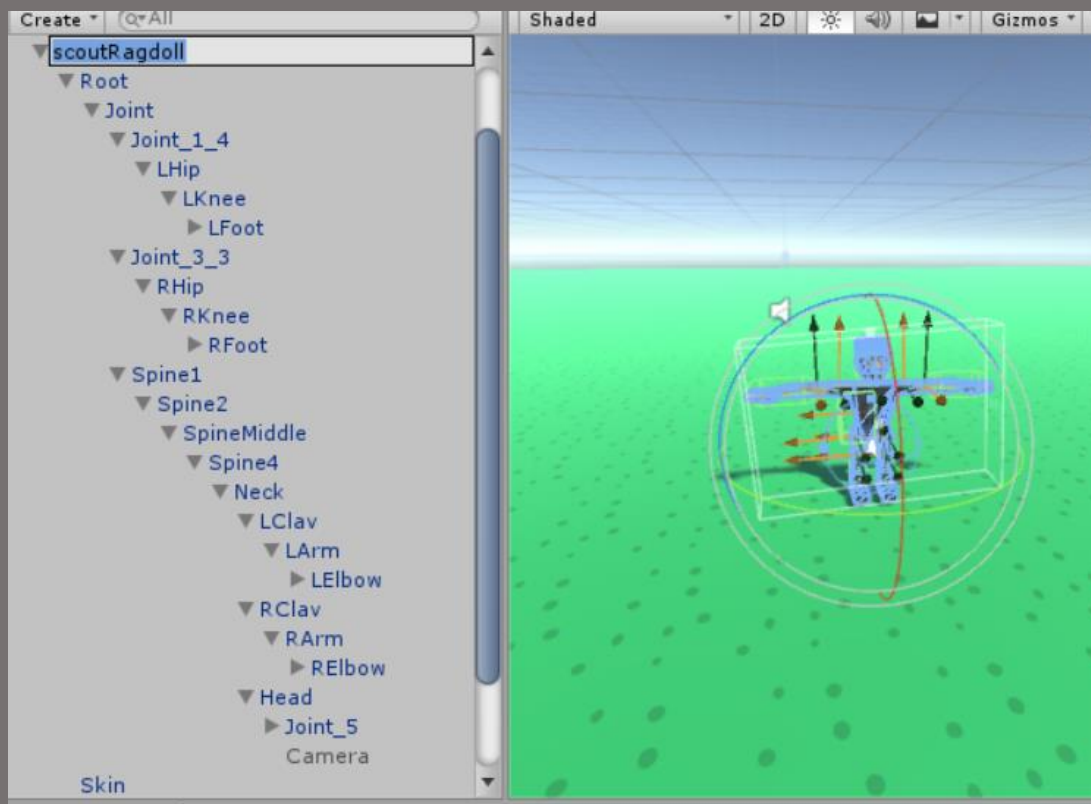 Create All
scoutRagdoll
Root
Joint
Joint_1_4
LHip
LKnee
LFoot
Joint_3_3
RHip
RKnee
RFoot
Spine1
Spine2
SpineMiddle
Spine4
Neck
LClav
LArm
LElbow
RClav
RArm
RElbow
Head
Joint_5
Camera
Skin
Shaded 2D Gizmos